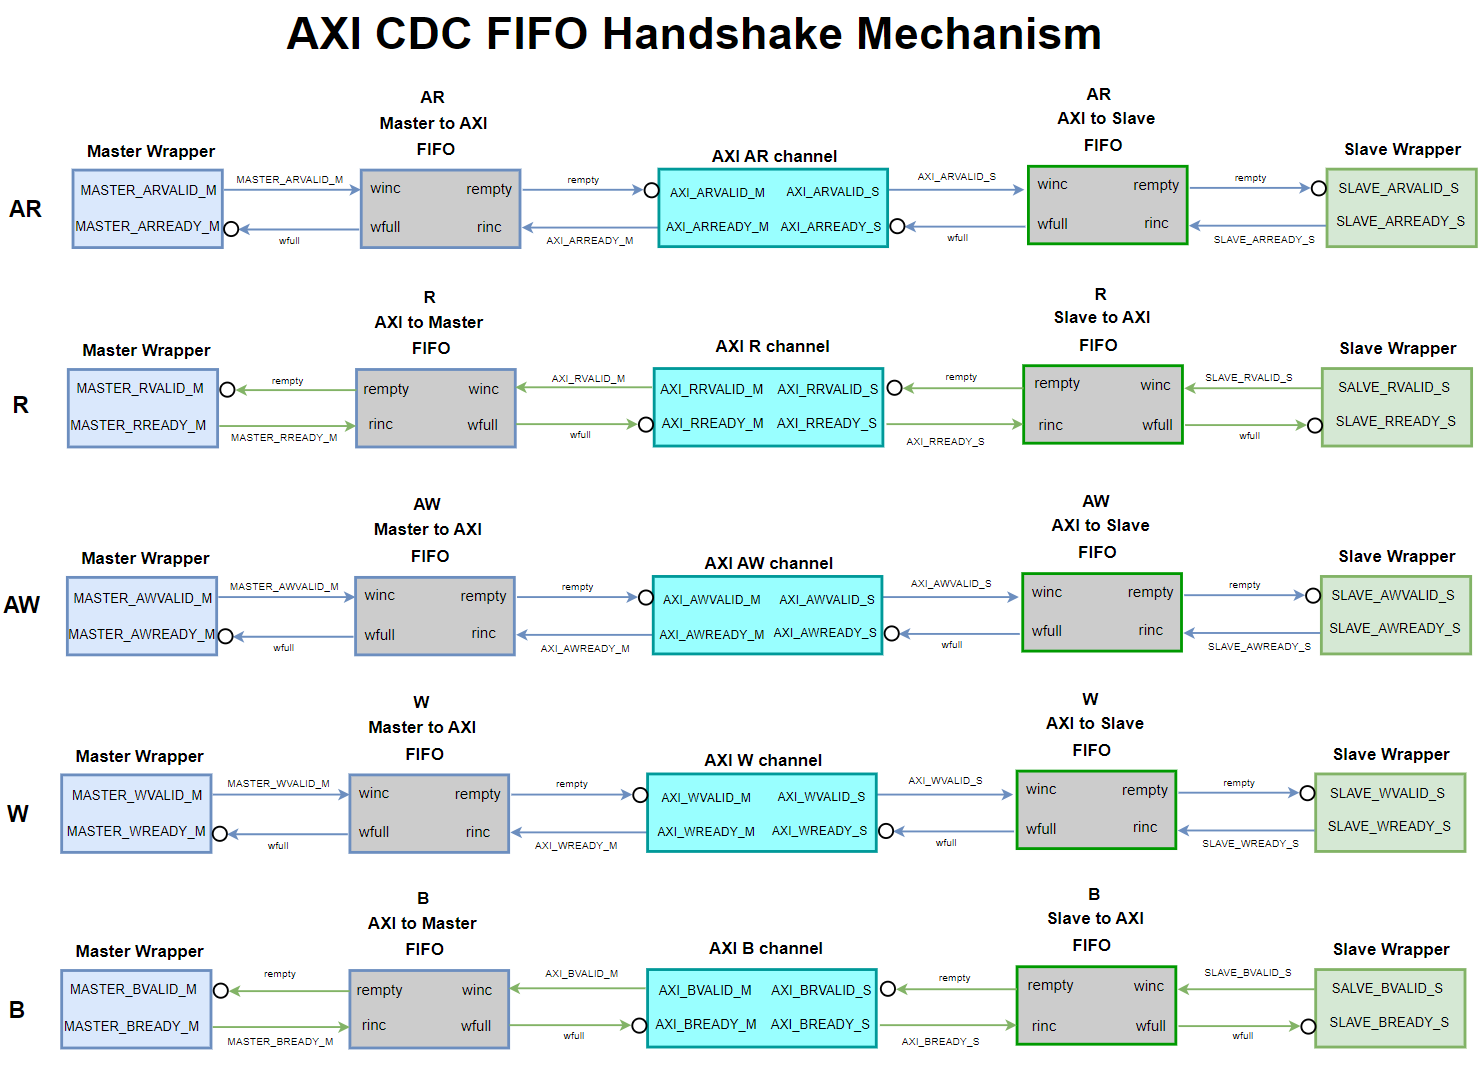 AXI CDC FIFO Handshake Mechanism
AR
Master Wrapper
MASTER_ARVALID_M
MASTER_ARREADY_M
MASTER_ARVALID_M
wfull
AR
Master to AXI
FIFO
winc rempty
wfull rinc
rempty
AXI_ARREADY_M
AXI AR channel
AXI_ARVALID_M AXI_ARVALID_S
AXI_ARREADY_M AXI_ARREADY_S
AXI_ARVALID_S
wfull
AR
AXI to Slave
FIFO
winc rempty
wfull rinc
rempty
SLAVE_ARREADY_S
Slave Wrapper
SLAVE_ARVALID_S
SLAVE_ARREADY_S
R
Master Wrapper
MASTER_RVALID_M
MASTER_RREADY_M
rempty
MASTER_RREADY_M
R
AXI to Master
FIFO
rempty winc
rinc wfull
AXI_RVALID_M
wfull
AXI R channel
AXI_RRVALID_M AXI_RRVALID_S
AXI_RREADY_M AXI_RREADY_S
rempty
AXI_RREADY_S
R
Slave to AXI
FIFO
rempty winc
rinc wfull
SLAVE_RVALID_S
wfull
Slave Wrapper
SALVE_RVALID_S
SLAVE_RREADY_S
AW
Master Wrapper
MASTER_AWVALID_M
MASTER_AWREADY_M
MASTER_AWVALID_M
wfull
AW
Master to AXI
FIFO
winc rempty
wfull rinc
rempty
AXI_AWREADY_M
AXI AW channel
AXI_AWVALID_M AXI_AWVALID_S
AXI_AWREADY_M AXI_AWREADY_S
AXI_AWVALID_S
wfull
AW
AXI to Slave
FIFO
winc rempty
wfull rinc
rempty
SLAVE_AWREADY_S
Slave Wrapper
SLAVE_AWVALID_S
SLAVE_AWREADY_S
W
Master Wrapper
MASTER_WVALID_M
MASTER_WREADY_M
MASTER_WVALID_M
wfull
W
Master to AXI
FIFO
winc rempty
wfull rinc
rempty
AXI_WREADY_M
AXI W channel
AXI_WVALID_M AXI_WVALID_S
AXI_WREADY_M AXI_WREADY_S
AXI_WVALID_S
wfull
W
AXI to Slave
FIFO
winc rempty
wfull rinc
rempty
SLAVE_WREADY_S
Slave Wrapper
SLAVE_WVALID_S
SLAVE_WREADY_S
B
Master Wrapper
MASTER_BVALID_M
MASTER_BREADY_M
rempty
MASTER_BREADY_M
B
AXI to Master
FIFO
rempty winc
rinc wfull
AXI_BVALID_M
wfull
AXI B channel
AXI_BVALID_M AXI_BRVALID_S
AXI_BREADY_M AXI_BREADY_S
rempty
AXI_BREADY_S
B
Slave to AXI
FIFO
rempty winc
rinc wfull
SLAVE_BVALID_S
wfull
Slave Wrapper
SALVE_BVALID_S
SLAVE_BREADY_S